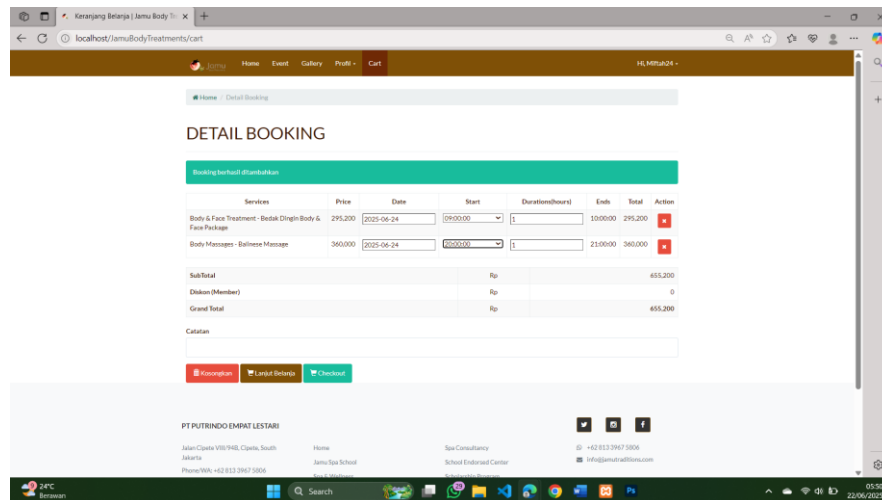 Keranjang Belanja | Jamu Body Tr
localhost/JamuBodyTreatments/cart
Jamu Home Event Gallery Profil Cart Hi, Miftah24
Home / Detail Booking
DETAIL BOOKING
Booking berhasil ditambahkan
Services Price Date Start Durations(hours) Ends Total Action
Body & Face Treatment - Bedak Dingin Body & 295,200 2025-06-24 09:00:00 1 10:00:00 295,200
Face Package
Body Massages - Balinese Massage 360,000 2025-06-24 20:00:00 1 21:00:00 360,000
SubTotal Rp 655,200
Diskon (Member) Rp 0
Grand Total Rp 655,200
Catatan
Kosongkan Lanjut Belanja Checkout
PT PUTRINDO EMPAT LESTARI
Jalan Cipete VIII/94B, Cipete, South Home Spa Consultancy +62 813 3967 5806
Jakarta Jamu Spa School School Endorsed Center info@jamutraditions.com
Phone/WA: +62 813 3967 5806 Spa & Wellness Scholarship Program
24°C
Berawan
Search
29
05:50
22/06/2025